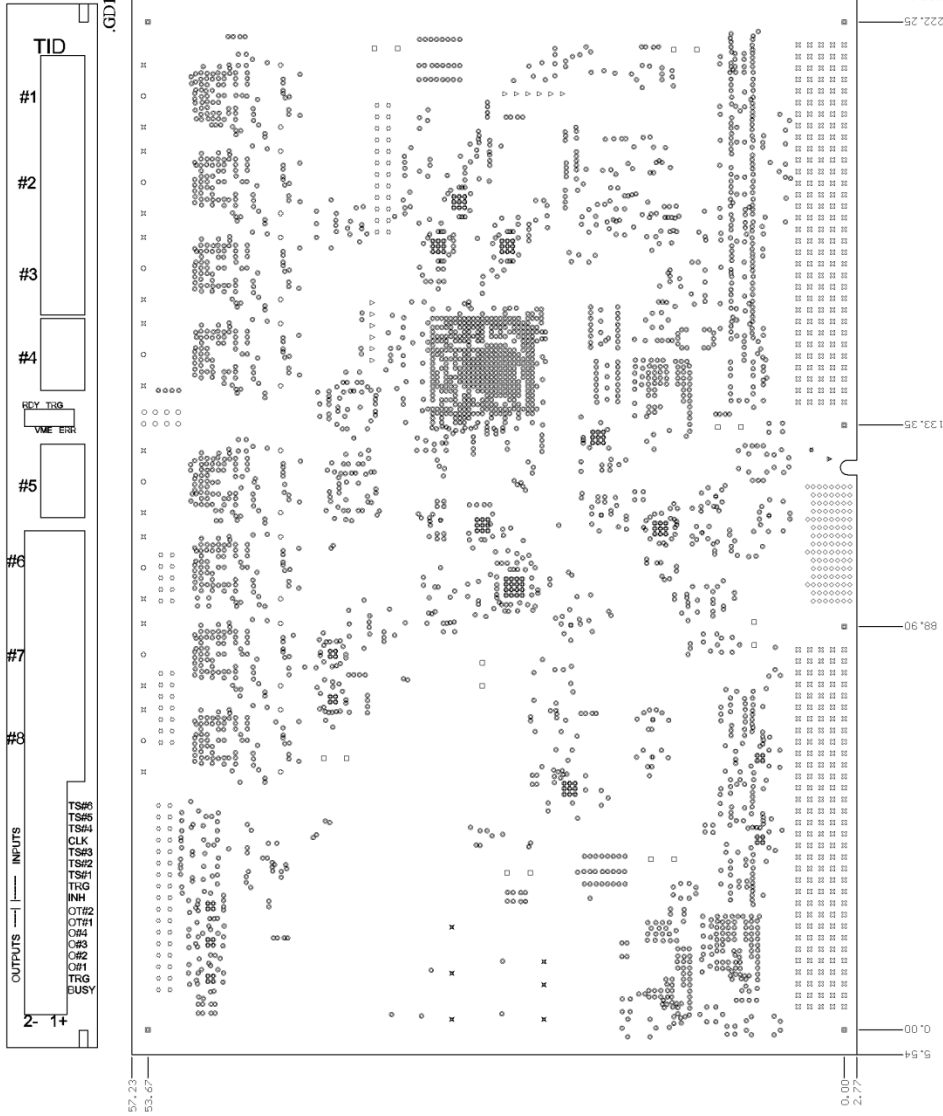 TID
#1
#2
#3
#4
RDY TRG
VME ERR
#5
#6
#7
#8
INPUTS
OUTPUTS
TS#6
TS#5
TS#4
CLK
TS#3
TS#2
TS#1
TRG
INH
OT#2
OT#1
O#4
O#3
O#2
O#1
TRG
BUSY
2- 1+
222.25
133.35
88.90
0.00
5.54
57.23
53.67
0.00
2.77